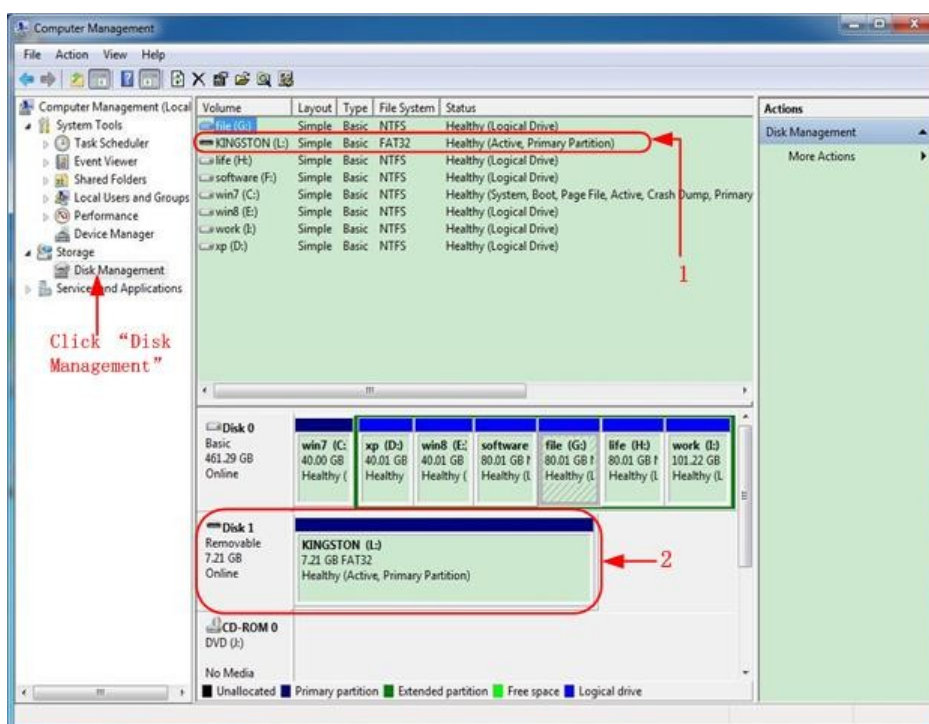 Computer Management
File Action View Help
Computer Management (Local
System Tools
Task Scheduler
Event Viewer
Shared Folders
Local Users and Groups
Performance
Device Manager
Storage
Disk Management
Services and Applications
Click “Disk
Management”
Volume Layout Type File System Status
file (G:) Simple Basic NTFS Healthy (Logical Drive)
KINGSTON (L:) Simple Basic FAT32 Healthy (Active, Primary Partition)
life (H:) Simple Basic NTFS Healthy (Logical Drive)
software (F:) Simple Basic NTFS Healthy (Logical Drive)
win7 (C:) Simple Basic NTFS Healthy (System, Boot, Page File, Active, Crash Dump, Primary
win8 (E:) Simple Basic NTFS Healthy (Logical Drive)
work (I:) Simple Basic NTFS Healthy (Logical Drive)
xp (D:) Simple Basic NTFS Healthy (Logical Drive)
1
Actions
Disk Management
More Actions
Disk 0
Basic
461.29 GB
Online
win7 (C:
40.00 GB
Healthy (
xp (D:)
40.01 GB
Healthy
win8 (E:
40.01 GB
Healthy (
software
80.01 GB N
Healthy (L
file (G:)
80.01 GB N
Healthy (L
life (H:)
80.01 GB N
Healthy (L
work (I:)
101.22 GB
Healthy (L
Disk 1
Removable
7.21 GB
Online
KINGSTON (L:)
7.21 GB FAT32
Healthy (Active, Primary Partition)
2
CD-ROM 0
DVD (J:)
No Media
Unallocated Primary partition Extended partition Free space Logical drive